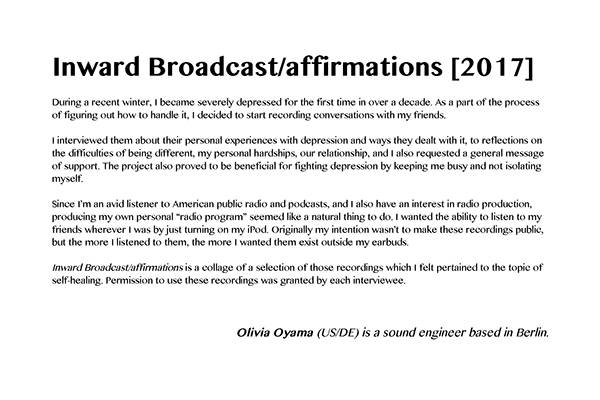 Inward Broadcast/affirmations [2017]
During a recent winter, I became severely depressed for the first time in over a decade. As a part of the process
of figuring out how to handle it, I decided to start recording conversations with my friends.
I interviewed them about their personal experiences with depression and ways they dealt with it, to reflections on
the difficulties of being different, my personal hardships, our relationship, and I also requested a general message
of support. The project also proved to be beneficial for fighting depression by keeping me busy and not isolating
myself.
Since I'm an avid listener to American public radio and podcasts, and I also have an interest in radio production,
producing my own personal “radio program” seemed like a natural thing to do. I wanted the ability to listen to my
friends wherever I was by just turning on my iPod. Originally my intention wasn't to make these recordings public,
but the more I listened to them, the more I wanted them exist outside my earbuds.
Inward Broadcast/affirmations is a collage of a selection of those recordings which I felt pertained to the topic of
self-healing. Permission to use these recordings was granted by each interviewee.
Olivia Oyama (US/DE) is a sound engineer based in Berlin.